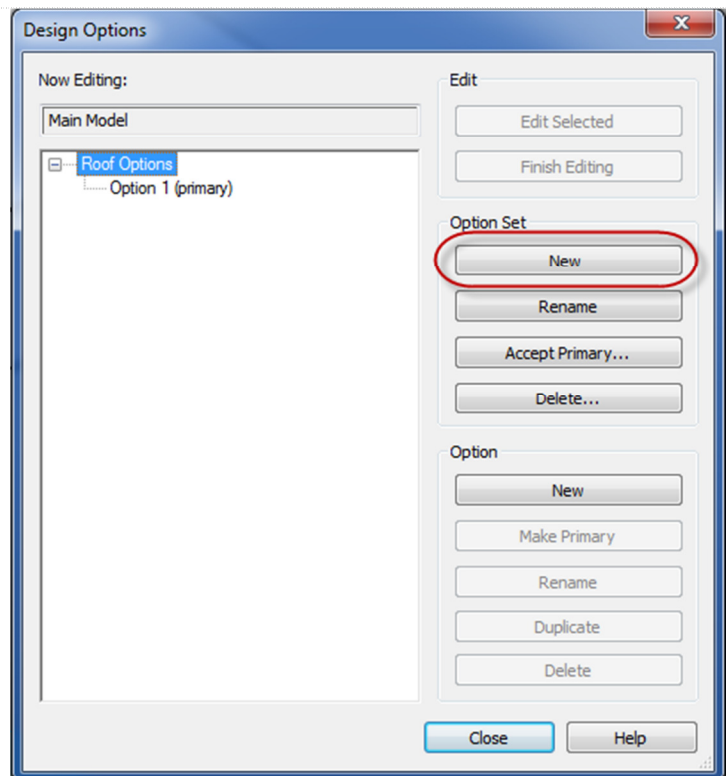 Design Options
Now Editing:
Main Model
Roof Options
Option 1 (primary)
Edit
Edit Selected
Finish Editing
Option Set
New
Rename
Accept Primary...
Delete...
Option
New
Make Primary
Rename
Duplicate
Delete
Close
Help